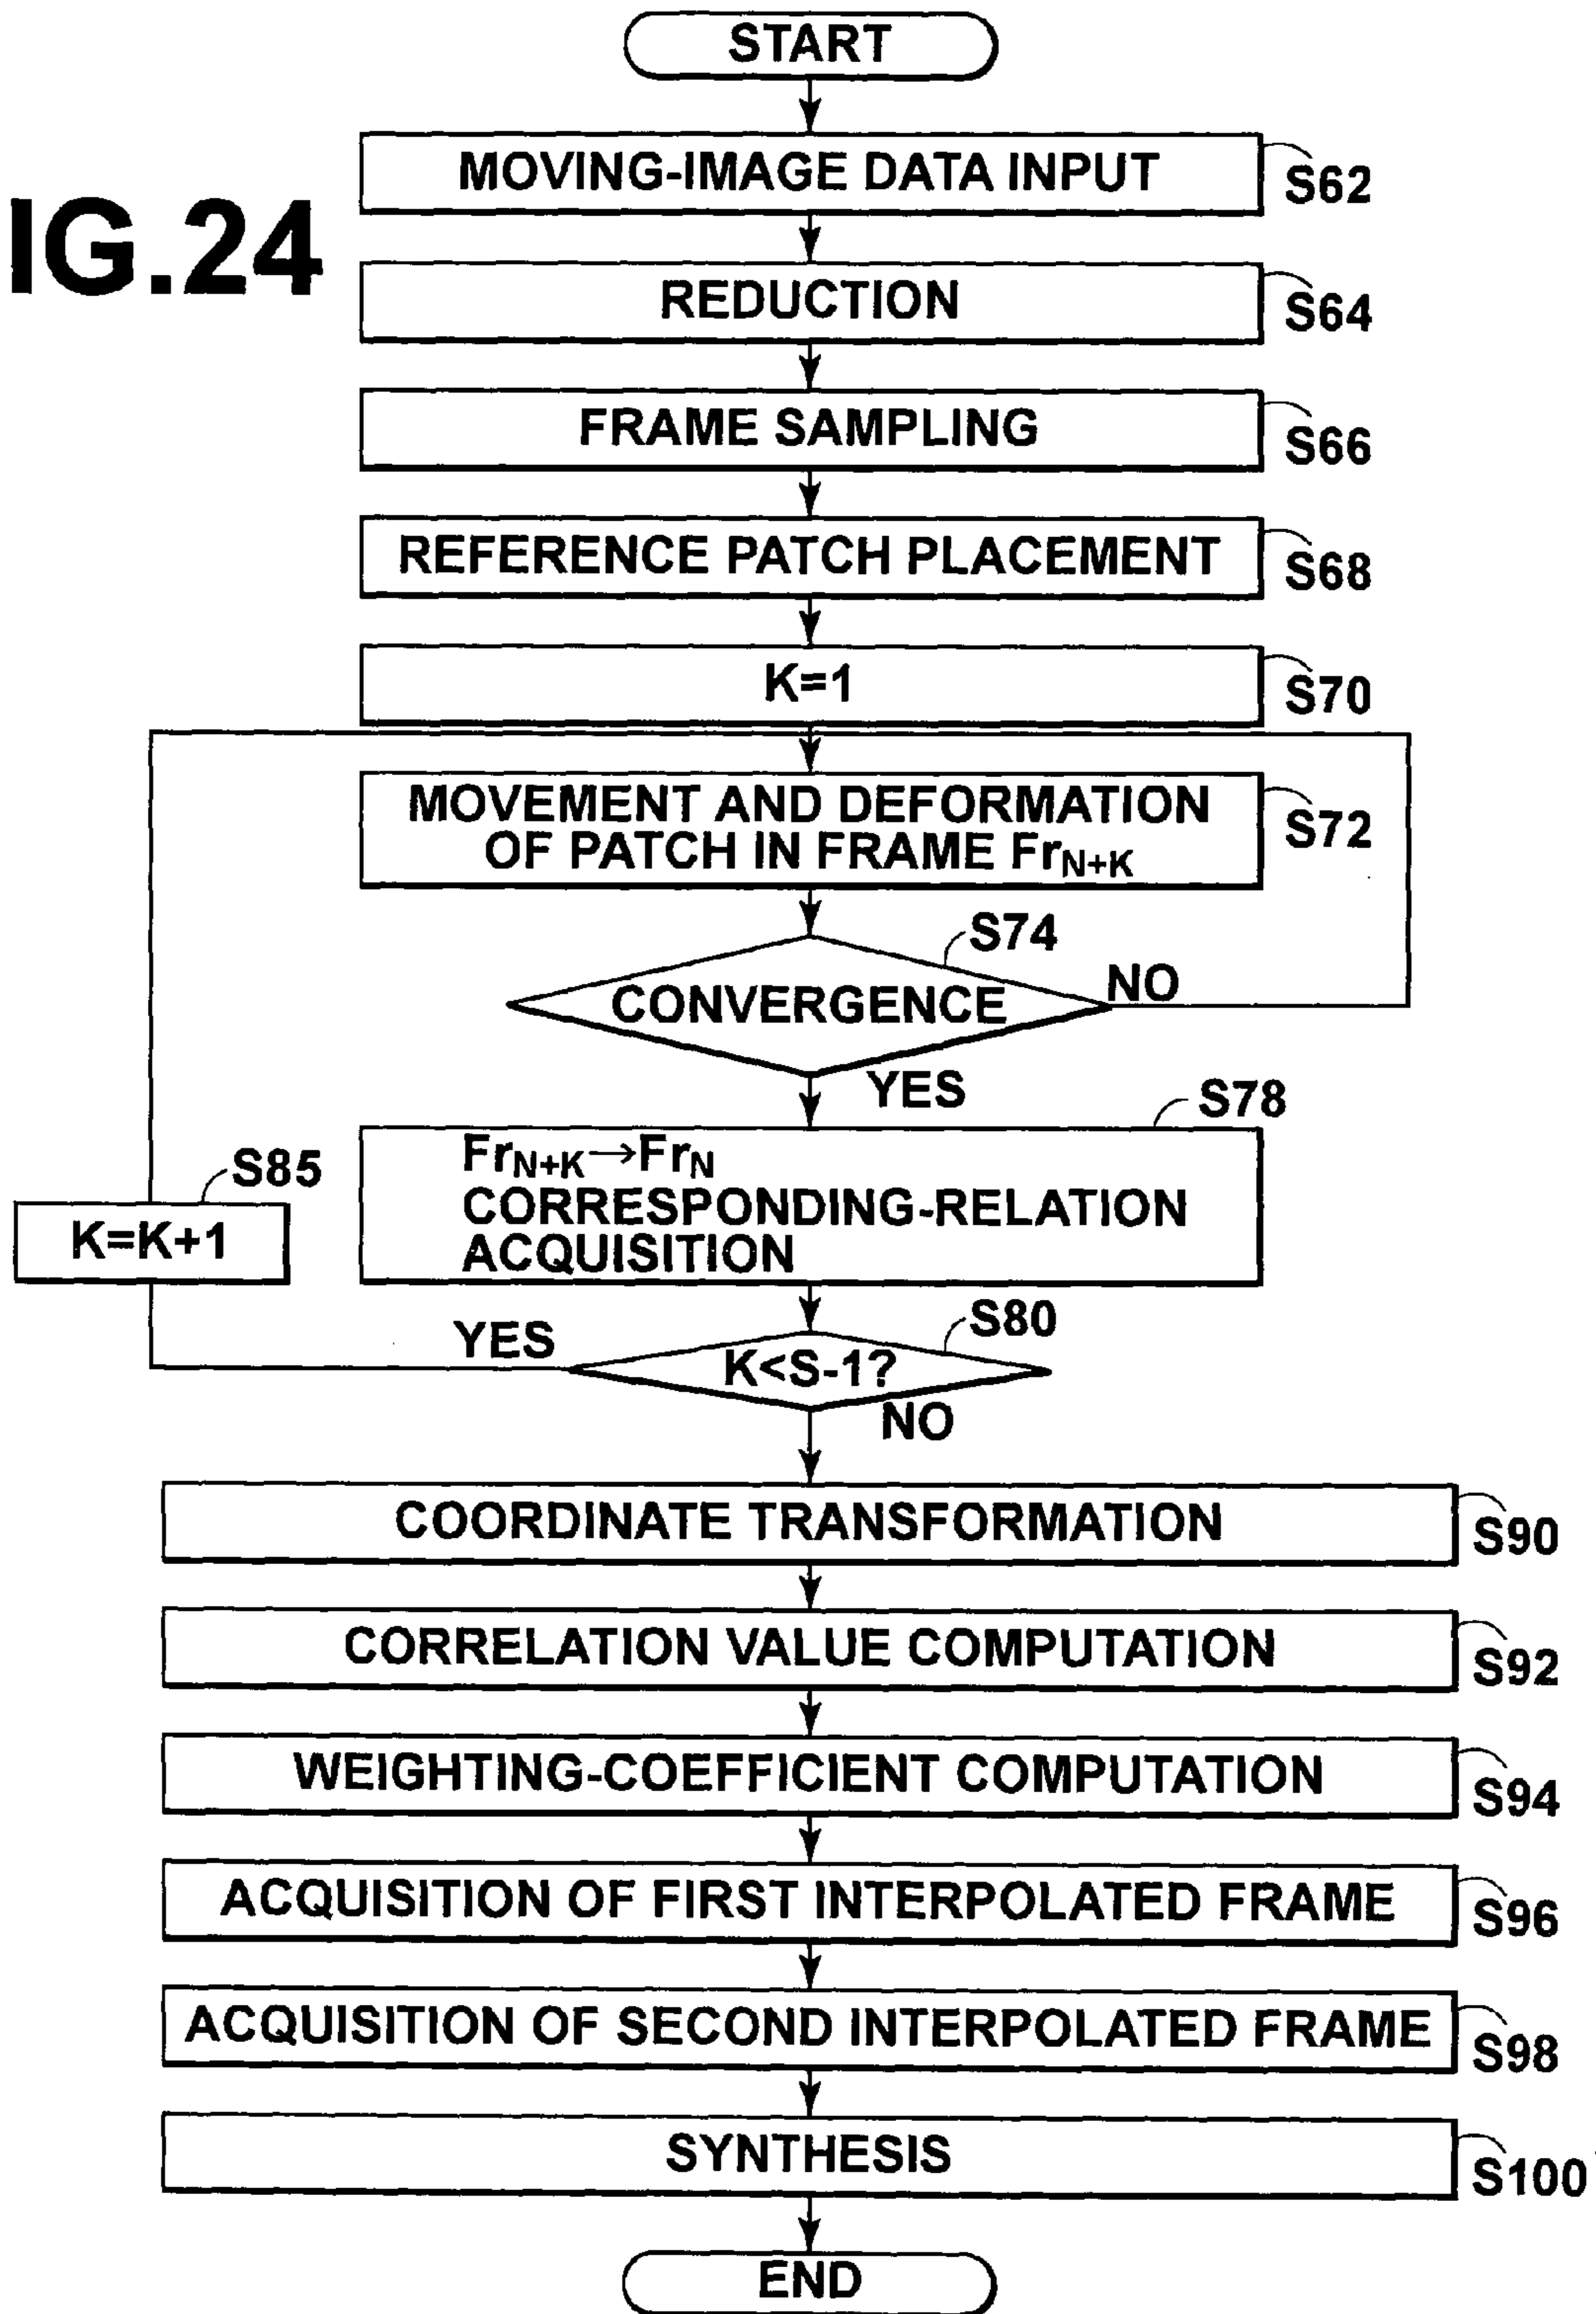 START
MOVING-IMAGE DATA INPUT
S62
IG.24
REDUCTION
S64
FRAME SAMPLING
S66
REFERENCE PATCH PLACEMENT
S68
K=1
S70
MOVEMENT AND DEFORMATION
OF PATCH IN FRAME FrN+K
S72
S74
CONVERGENCE
NO
YES
S78
FrN+K→FrN
CORRESPONDING-RELATION
ACQUISITION
S85
K=K+1
S80
YES
K<S-1?
NO
COORDINATE TRANSFORMATION
S90
CORRELATION VALUE COMPUTATION
S92
WEIGHTING-COEFFICIENT COMPUTATION
S94
ACQUISITION OF FIRST INTERPOLATED FRAME
S96
ACQUISITION OF SECOND INTERPOLATED FRAME
S98
SYNTHESIS
S100
END